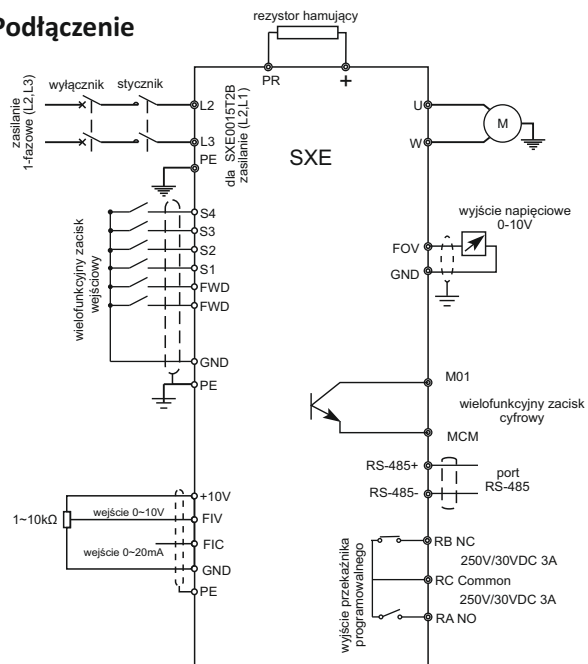 Podłączenie
rezystor hamujący
PR
+
wyłącznik
stycznik
zasilanie
1-fazowe (L2,L3)
L2
L3
PE
dla SXE0015T2B
zasilanie (L2,L1)
SXE
U
W
M
wielofunkcyjny zacisk
wejściowy
S4
S3
S2
S1
FWD
FWD
GND
PE
wyjście napięciowe
0-10V
FOV
GND
M01
wielofunkcyjny zacisk
cyfrowy
MCM
RS-485+
RS-485-
port
RS-485
+10V
1~10kΩ
wejście 0~10V
FIV
wejście 0~20mA
FIC
GND
PE
wyjście przekaźnika
programowalnego
RB NC
250V/30VDC 3A
RC Common
250V/30VDC 3A
RA NO